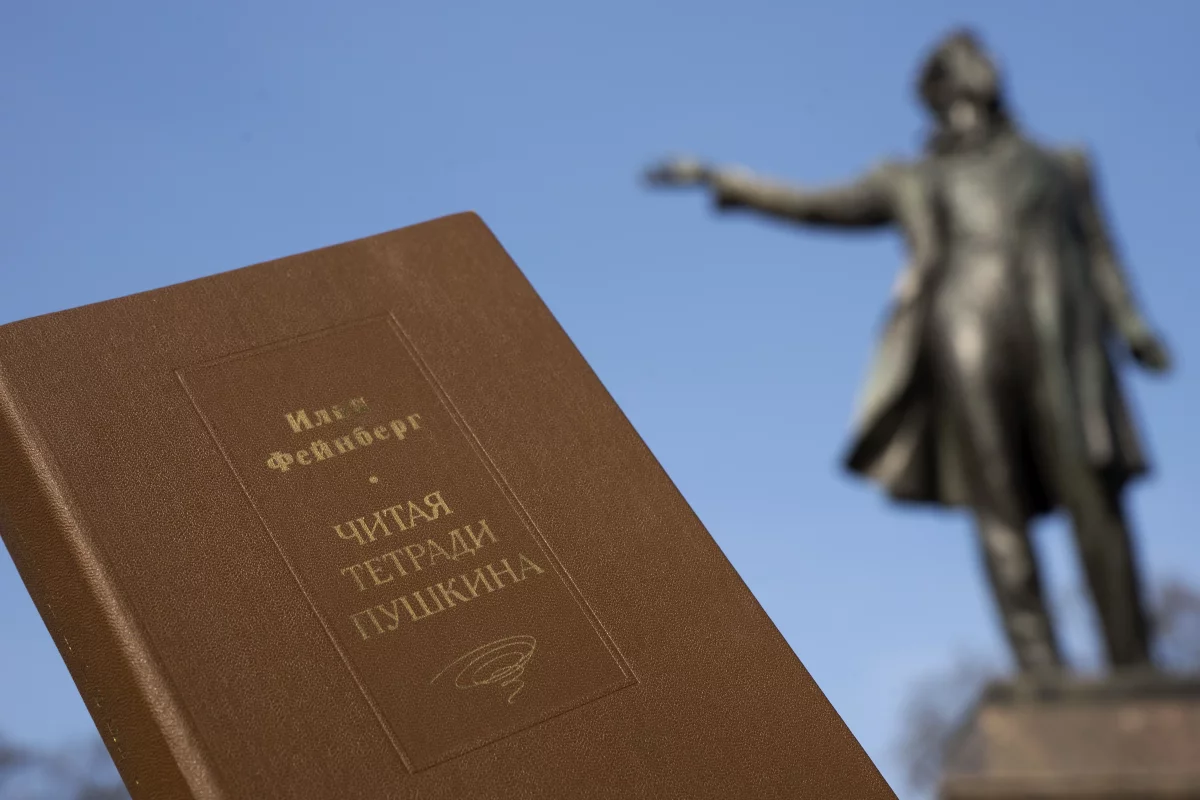 Илья
Фейнберг
ЧИТАЯ
ТЕТРАДИ
ПУШКИНА